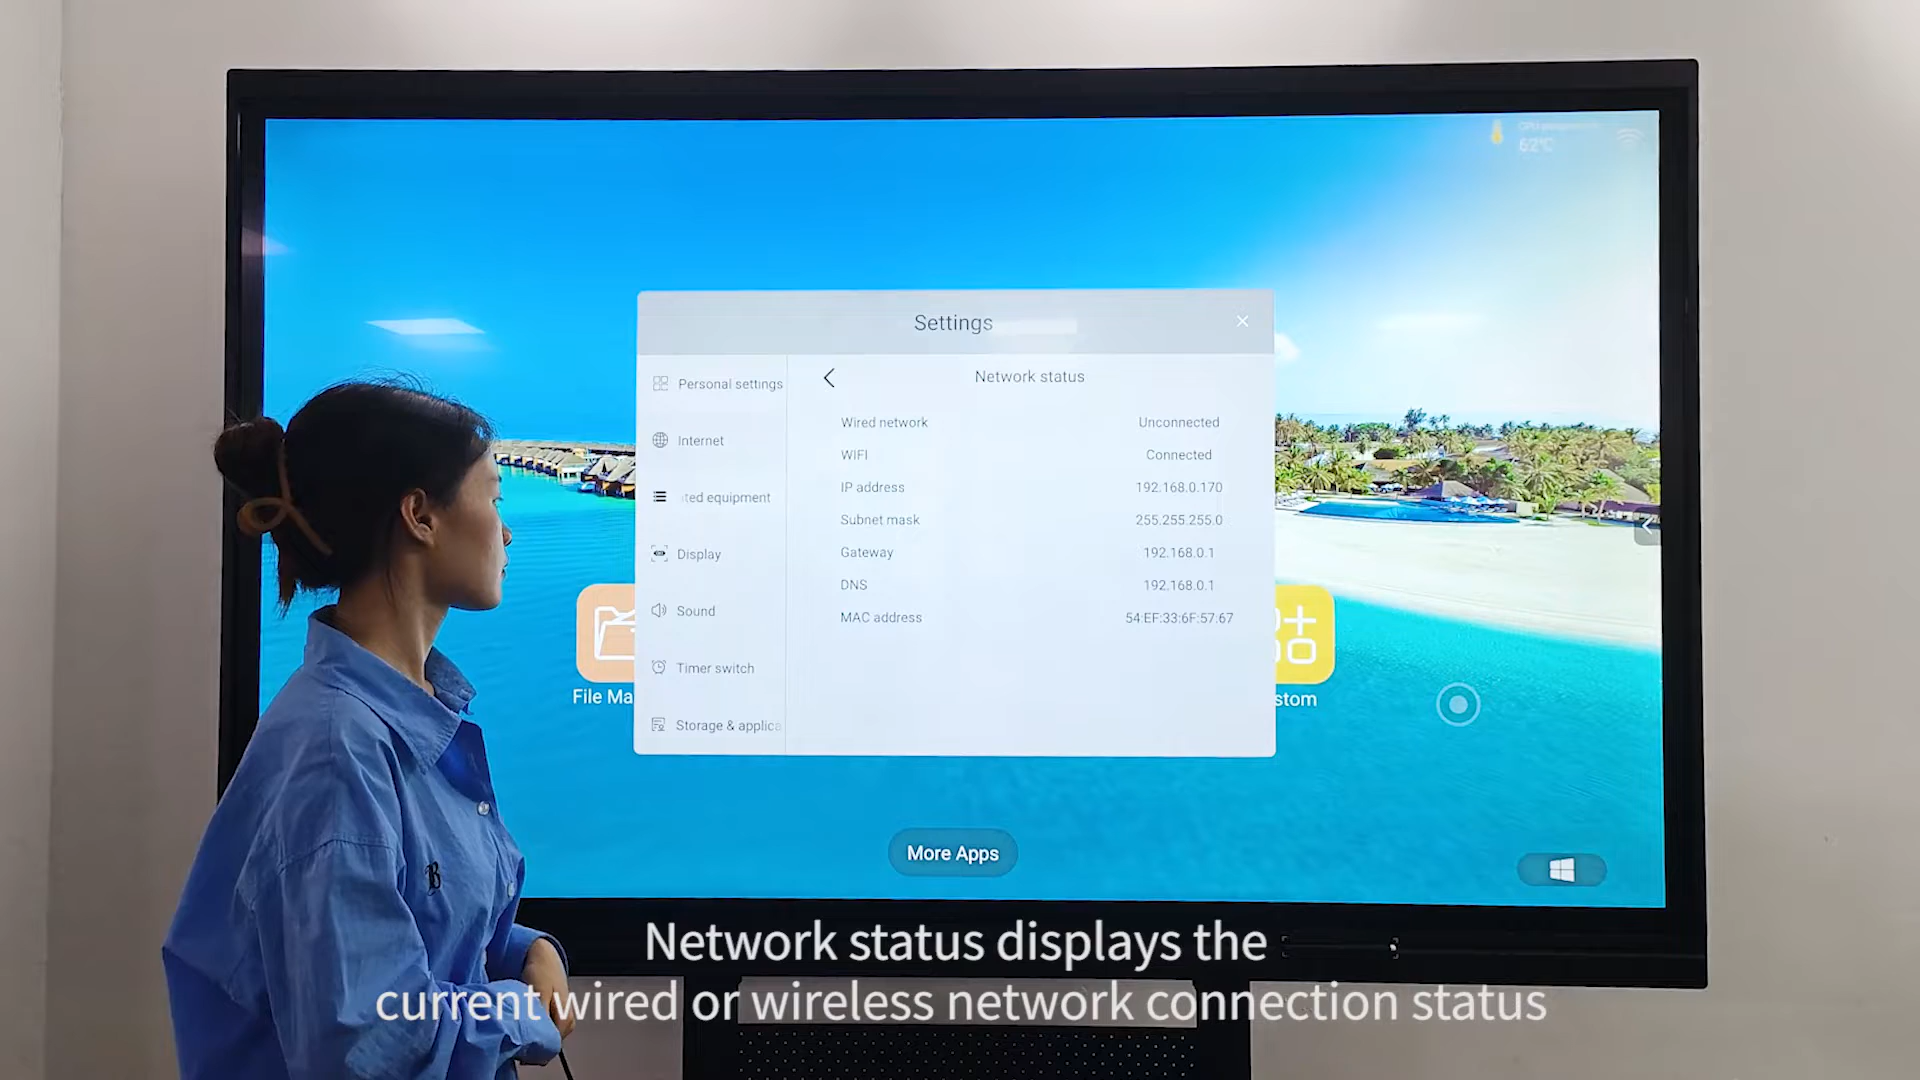 62°C
Settings
Personal settings
Internet
ted equipment
Display
Sound
Timer switch
Storage & applica
Network status
Wired network Unconnected
WIFI Connected
IP address 192.168.0.170
Subnet mask 255.255.255.0
Gateway 192.168.0.1
DNS 192.168.0.1
MAC address 54:EF:33:6F:57:67
File Ma
stom
More Apps
B
Network status displays the
current wired or wireless network connection status